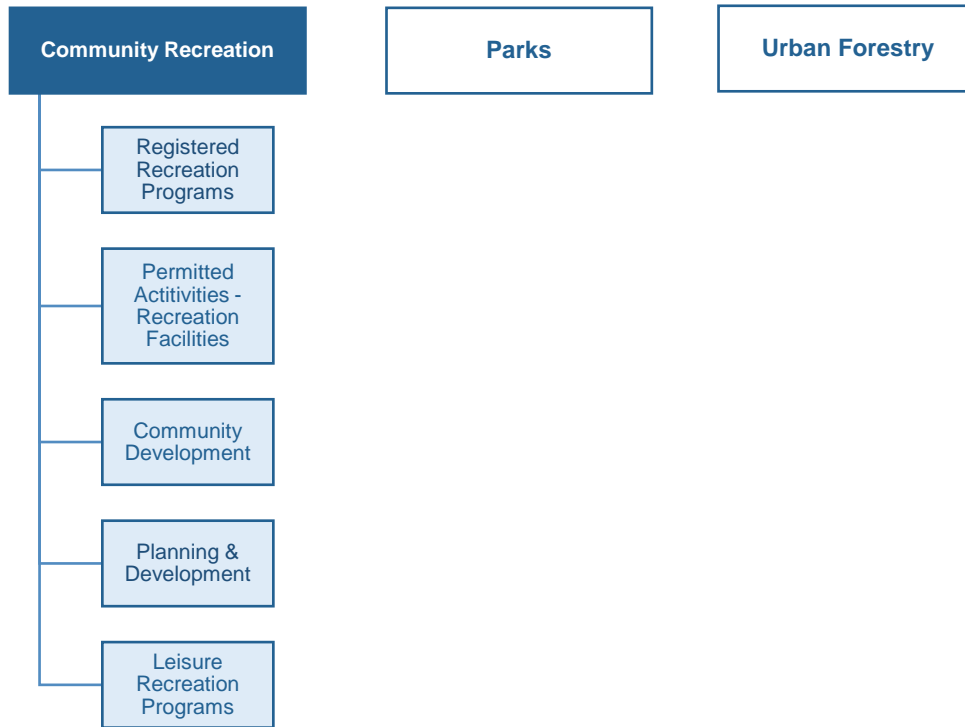 Community Recreation
Parks
Urban Forestry
Registered
Recreation
Programs
Permitted
Actitivities -
Recreation
Facilities
Community
Development
Planning &
Development
Leisure
Recreation
Programs